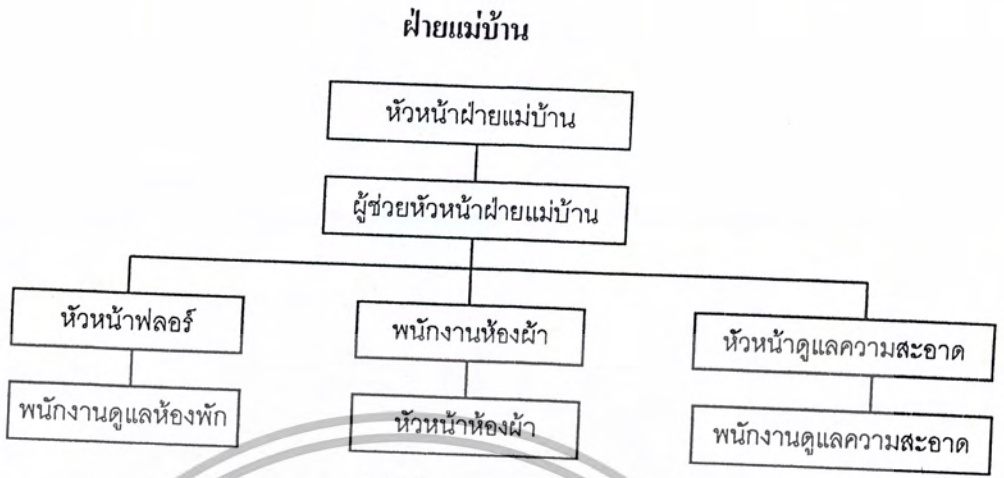 ฝ่ายแม่บ้าน
หัวหน้าฝ่ายแม่บ้าน
ผู้ช่วยหัวหน้าฝ่ายแม่บ้าน
หัวหน้าฟลอร์
พนักงานห้องผ้า
หัวหน้าดูแลความสะอาด
พนักงานดูแลห้องพัก
หัวหน้าห้องผ้า
พนักงานดูแลความสะอาด